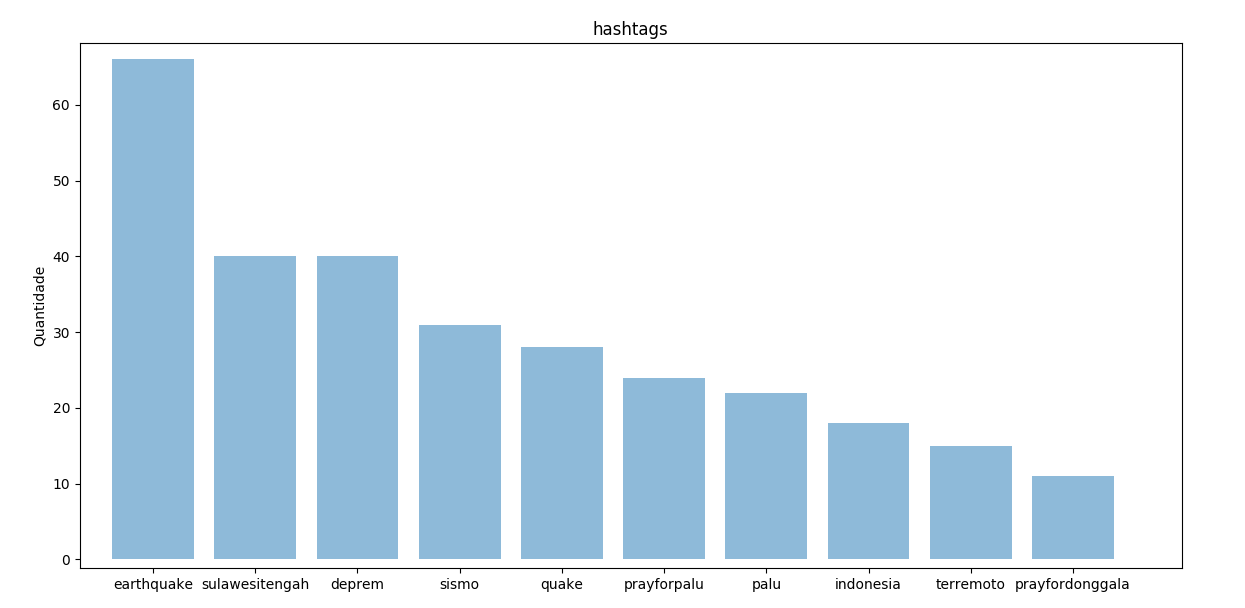 hashtags
Quantidade
60
50
40
30
20
10
0
earthquake sulawesitengah deprem sismo quake prayforpalu palu indonesia terremoto prayfordonggala